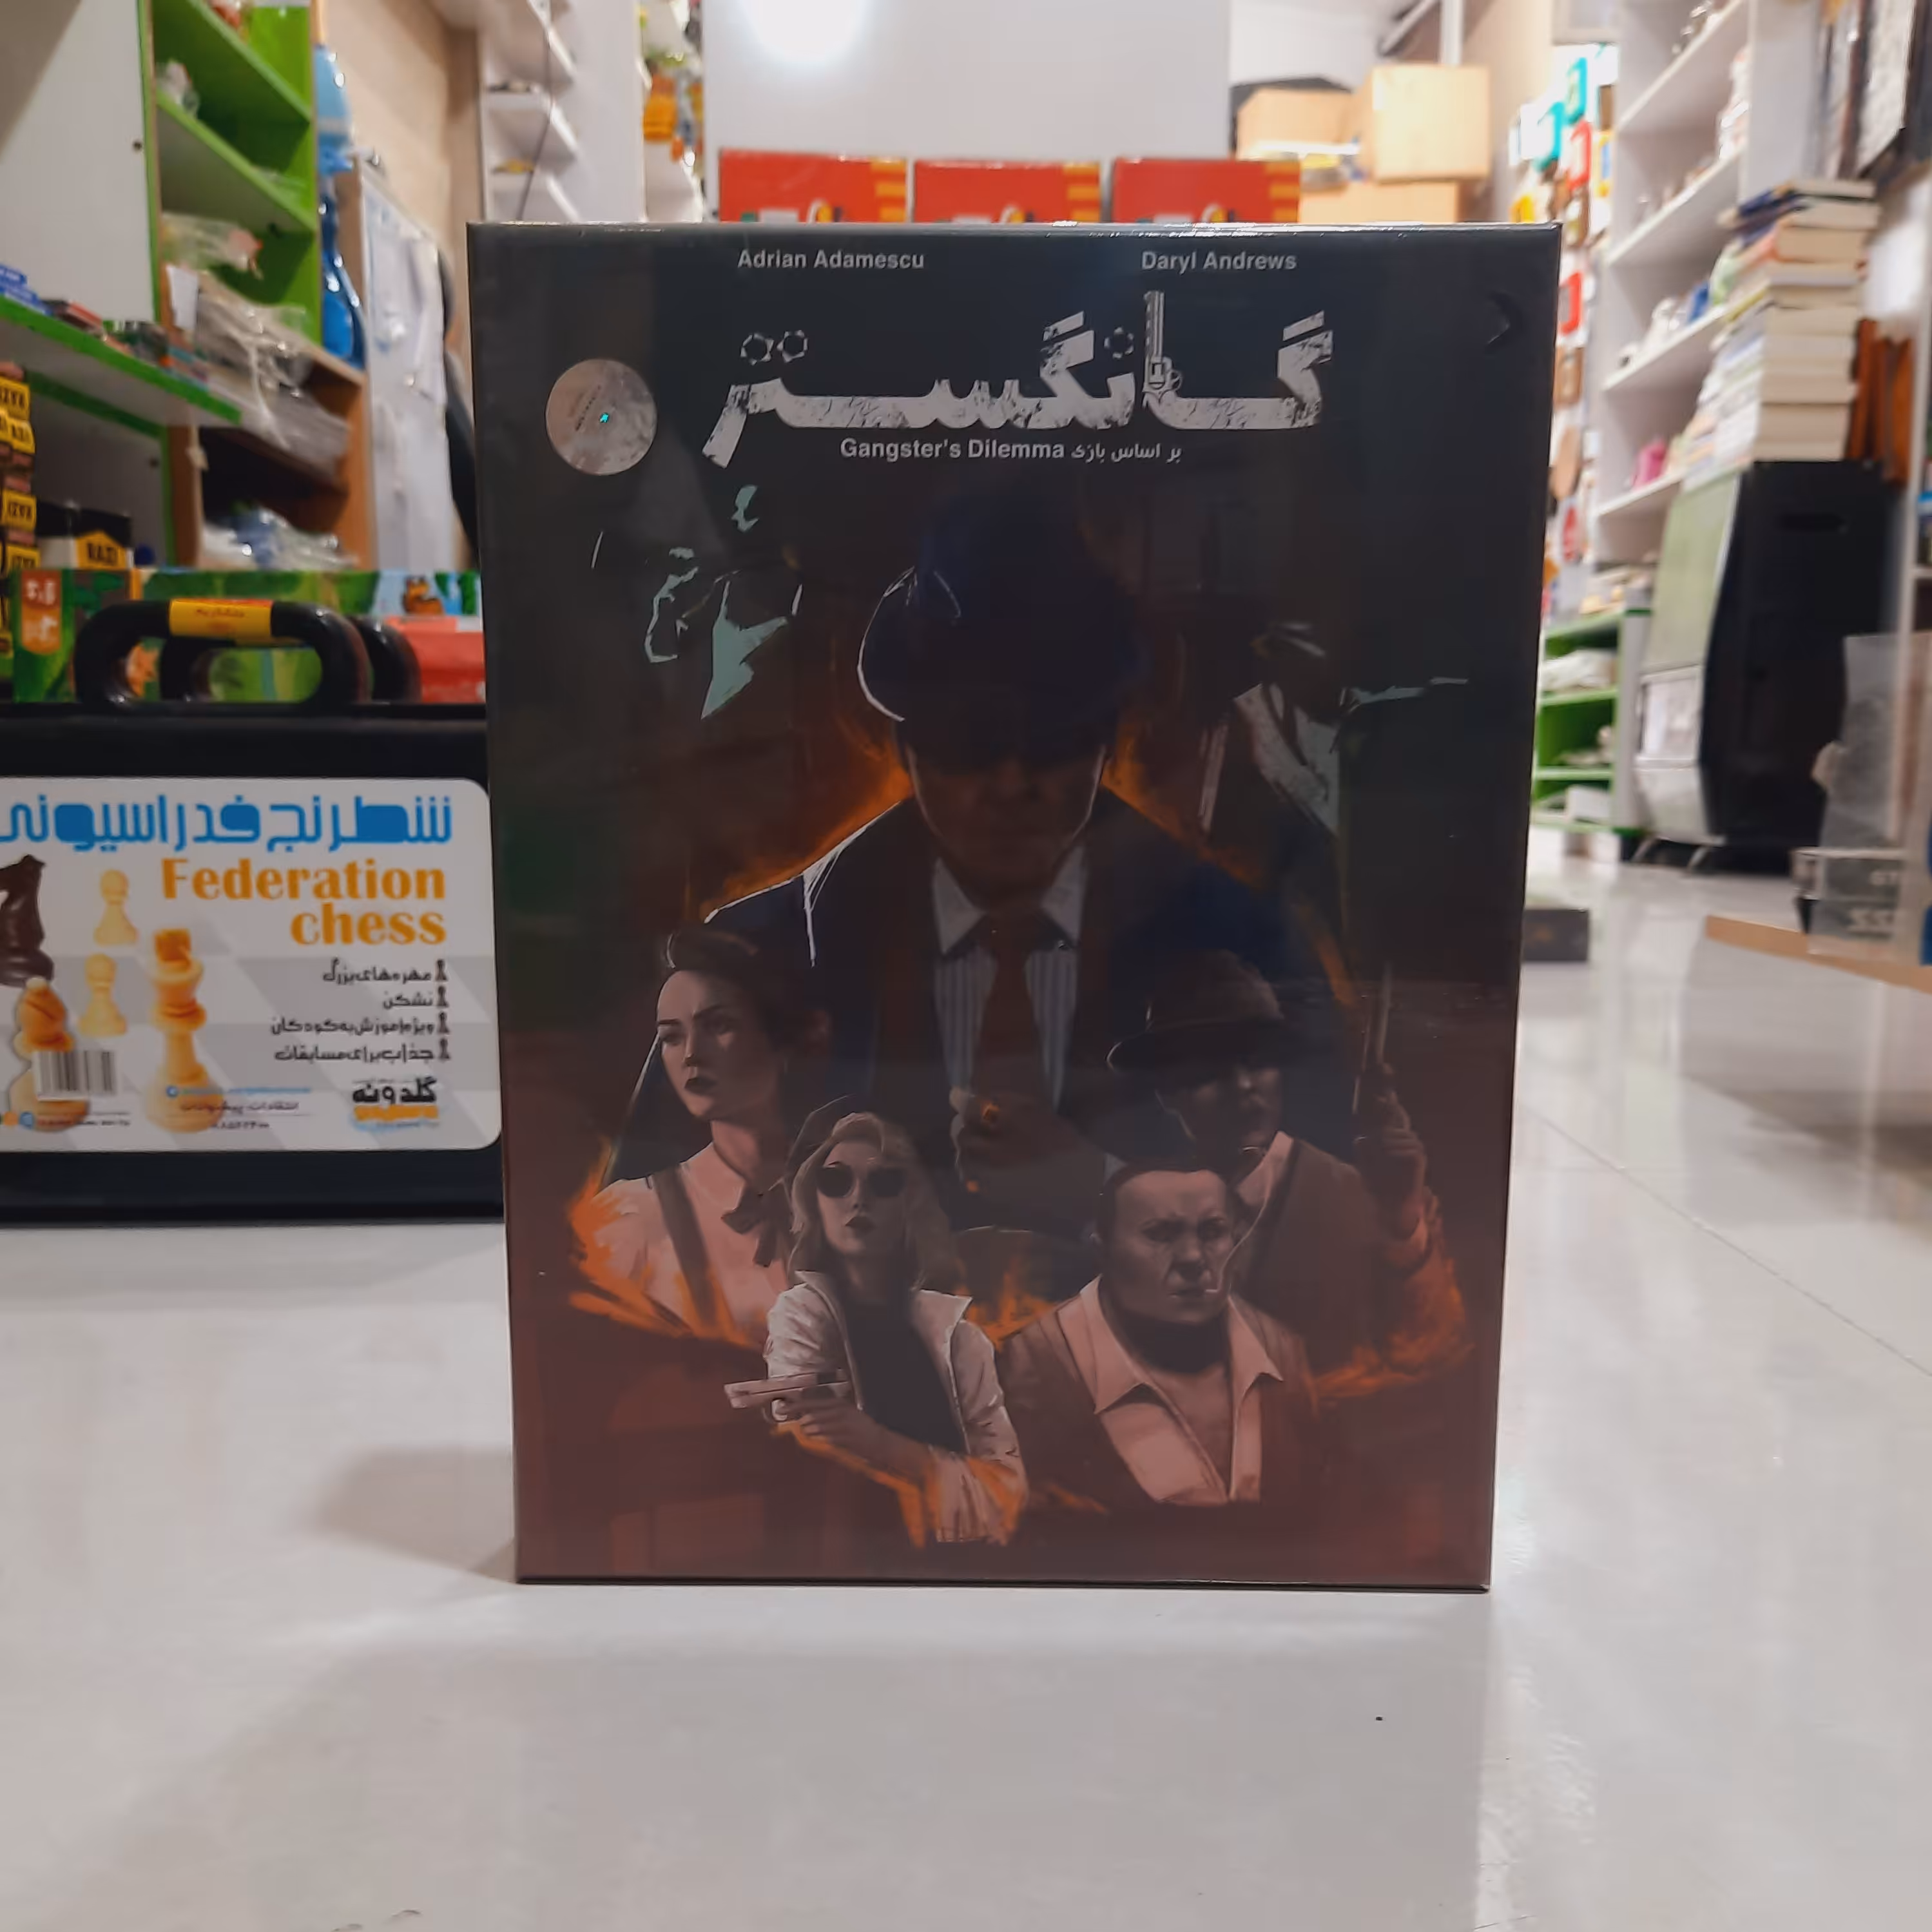 Adrian Adamescu
Daryl Andrews
گانگستر
بر اساس بازی Gangster's Dilemma
شطرنج فدراسیونی
Federation
chess
مهره‌های بزرگ
نشکن
ویژه آموزش به کودکان
جذاب برای مسابقات
گلدونه